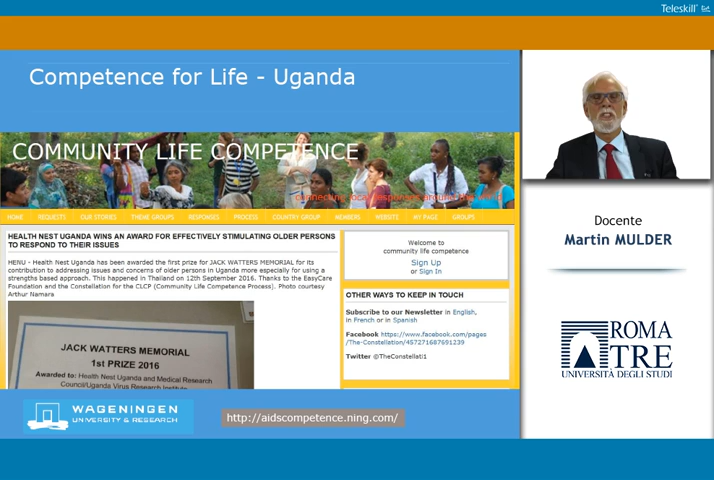 Teleskill
Competence for Life - Uganda
COMMUNITY LIFE COMPETENCE
connecting local responses around the world
HOME REQUESTS OUR STORIES THEME GROUPS RESPONSES PROCESS COUNTRY GROUP MEMBERS WEBSITE MY PAGE GROUPS
HEALTH NEST UGANDA WINS AN AWARD FOR EFFECTIVELY STIMULATING OLDER PERSONS
TO RESPOND TO THEIR ISSUES
HENU - Health Nest Uganda has been awarded the first prize for JACK WATTERS MEMORIAL for its
contribution to addressing issues and concerns of older persons in Uganda more especially for using a
strengths based approach. This happened in Thailand on 12th September 2016. Thanks to the EasyCare
Foundation and the Constellation for the CLCP (Community Life Competence Process). Photo courtesy
Arthur Namara
JACK WATTERS MEMORIAL
1st PRIZE 2016
Awarded to: Health Nest Uganda and Medical Research
Council/Uganda Virus Research Institute
Welcome to
community life competence
Sign Up
or Sign In
OTHER WAYS TO KEEP IN TOUCH
Subscribe to our Newsletter in English,
in French or in Spanish
Facebook https://www.facebook.com/pages
/The-Constellation/457271687691239
Twitter @TheConstellati1
WAGENINGEN
UNIVERSITY & RESEARCH
http://aidscompetence.ning.com/
Docente
Martin MULDER
ROMA
TRE
UNIVERSITÀ DEGLI STUDI